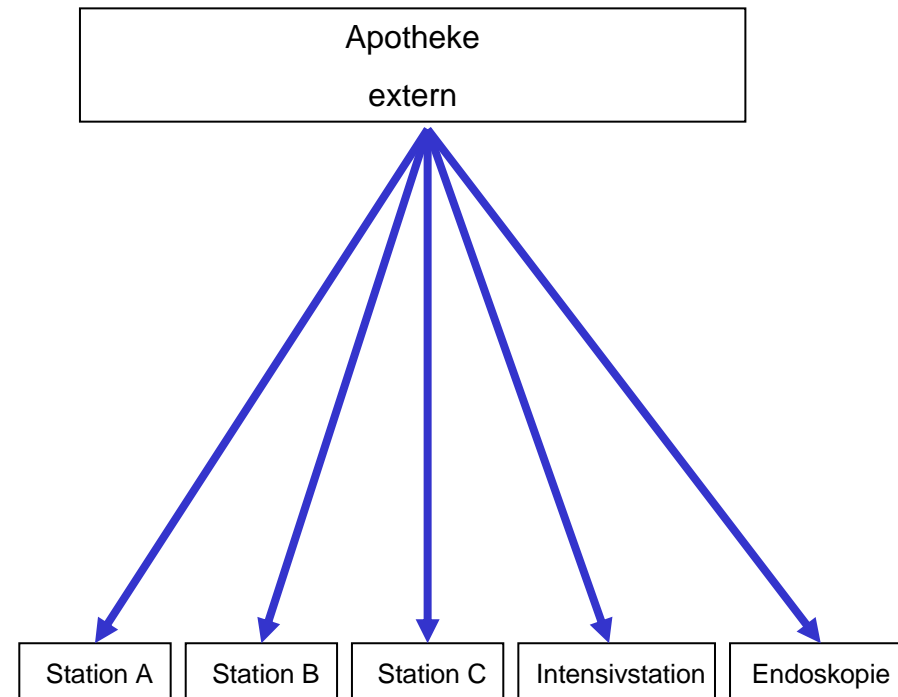 Apotheke
extern
Station A
Station B
Station C
Intensivstation
Endoskopie